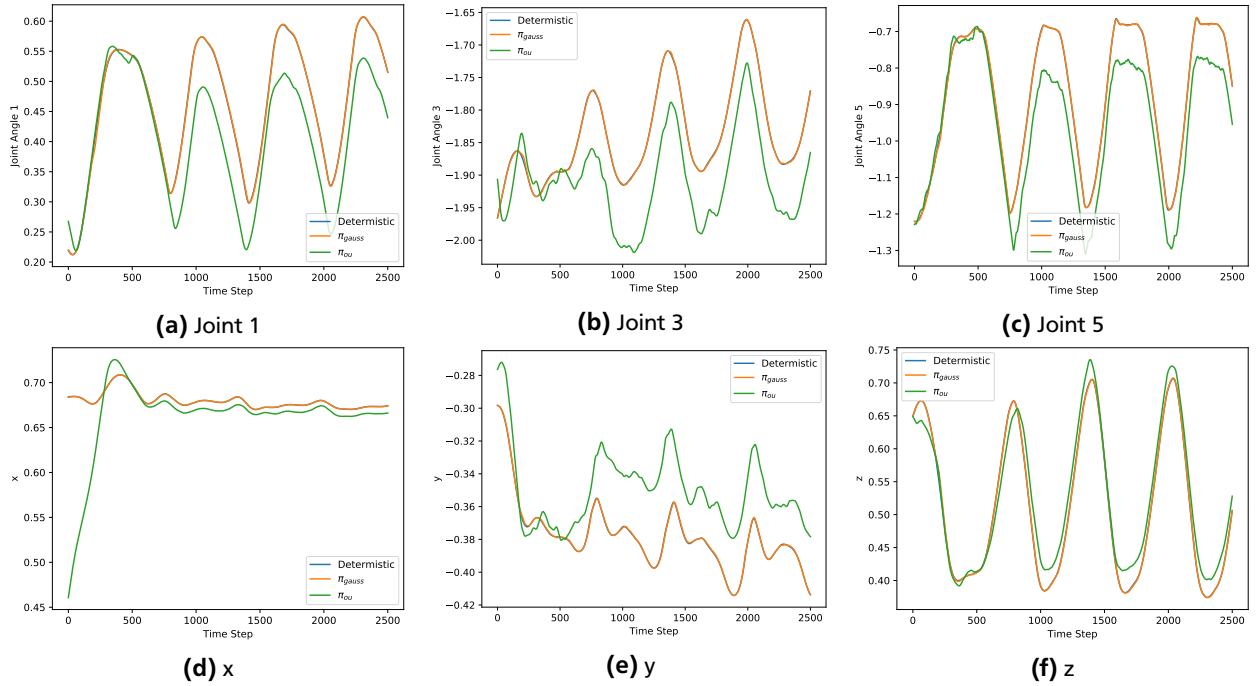 0.60
0.55
0.50
0.45
0.40
0.35
0.30
0.25
0.20
Joint Angle 1
0 500 1000 1500 2000 2500
Time Step
Determistic
π_gauss
π_ou
(a) Joint 1
−1.65
−1.70
−1.75
−1.80
−1.85
−1.90
−1.95
−2.00
Joint Angle 3
0 500 1000 1500 2000 2500
Time Step
Determistic
π_gauss
π_ou
(b) Joint 3
−0.7
−0.8
−0.9
−1.0
−1.1
−1.2
−1.3
Joint Angle 5
0 500 1000 1500 2000 2500
Time Step
Determistic
π_gauss
π_ou
(c) Joint 5
0.70
0.65
0.60
0.55
0.50
0.45
x
0 500 1000 1500 2000 2500
Time Step
Determistic
π_gauss
π_ou
(d) x
−0.28
−0.30
−0.32
−0.34
−0.36
−0.38
−0.40
−0.42
y
0 500 1000 1500 2000 2500
Time Step
Determistic
π_gauss
π_ou
(e) y
0.75
0.70
0.65
0.60
0.55
0.50
0.45
0.40
z
0 500 1000 1500 2000 2500
Time Step
Determistic
π_gauss
π_ou
(f) z